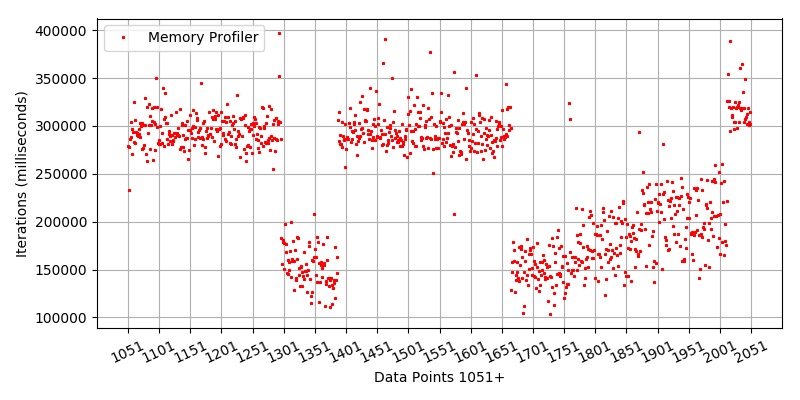 400000
350000
300000
250000
200000
150000
100000
Iterations (milliseconds)
Memory Profiler
1051 1101 1151 1201 1251 1301 1351 1401 1451 1501 1551 1601 1651 1701 1751 1801 1851 1901 1951 2001 2051
Data Points 1051+